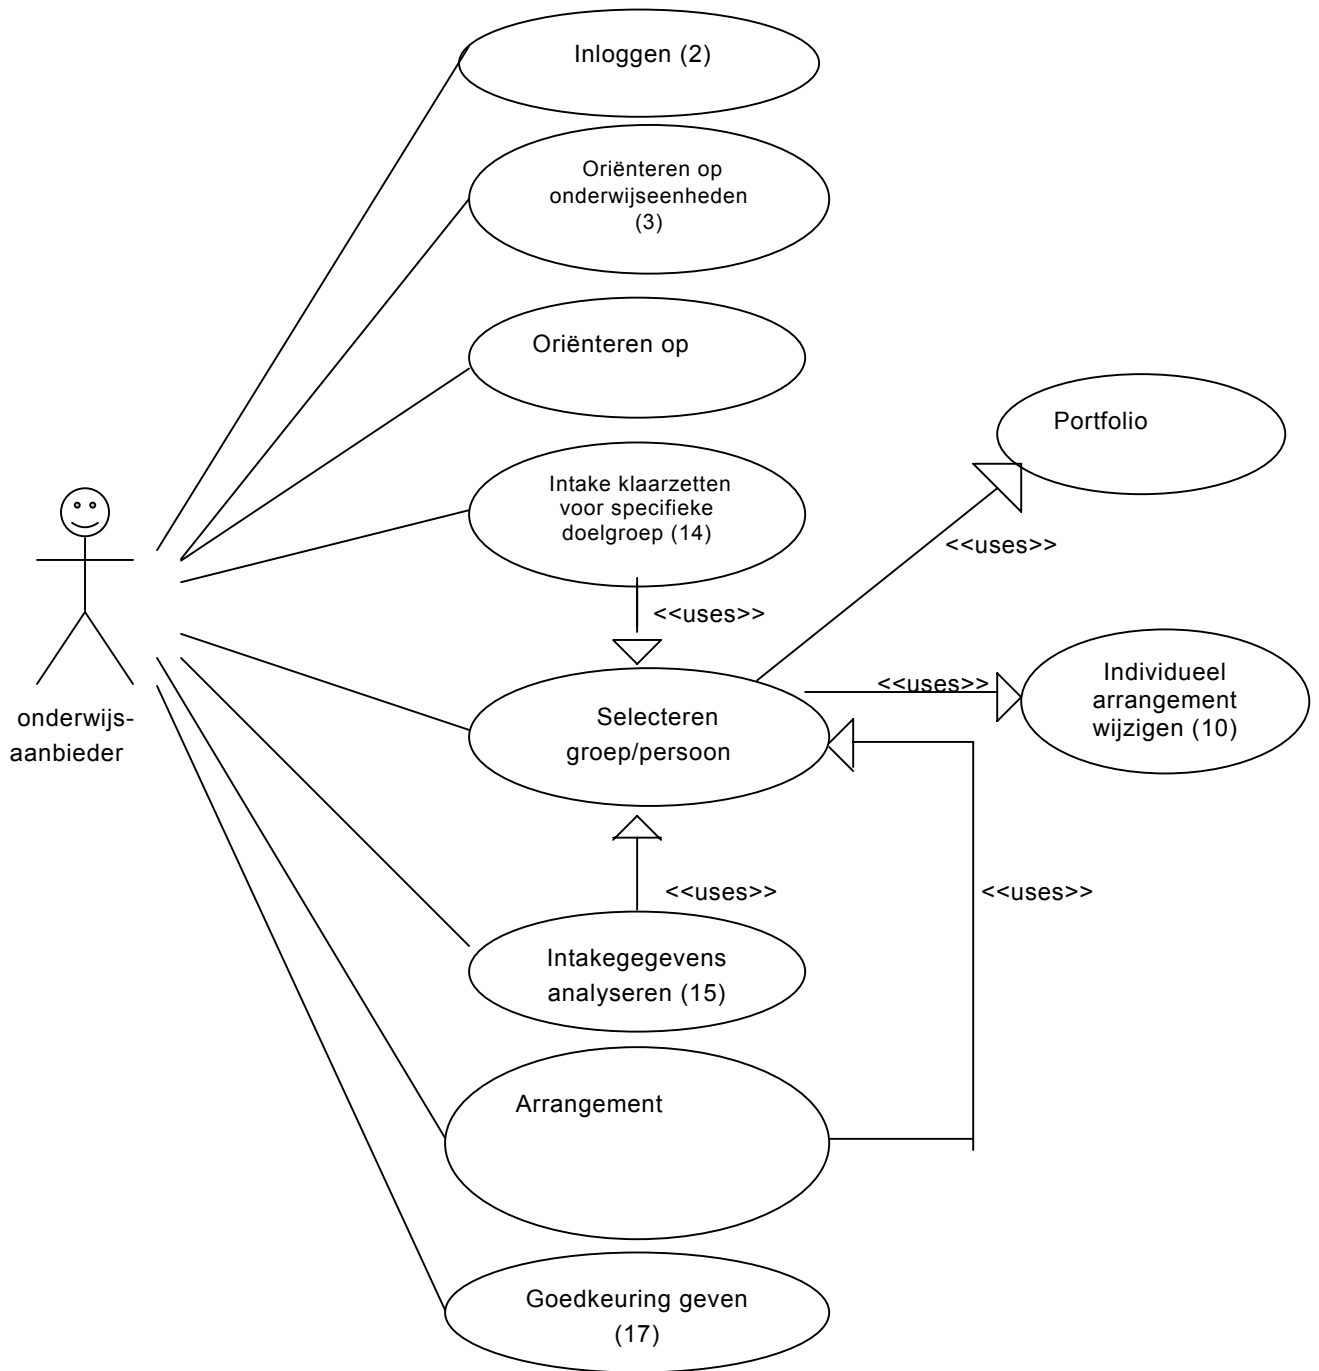 Inloggen (2)
Oriënteren op
onderwijseenheden
(3)
Oriënteren op
Intake klaarzetten
voor specifieke
doelgroep (14)
Portfolio
<<uses>>
<<uses>>
Selecteren
groep/persoon
<<uses>>
Individueel
arrangement
wijzigen (10)
onderwijs-
aanbieder
<<uses>>
<<uses>>
Intakegegevens
analyseren (15)
Arrangement
Goedkeuring geven
(17)